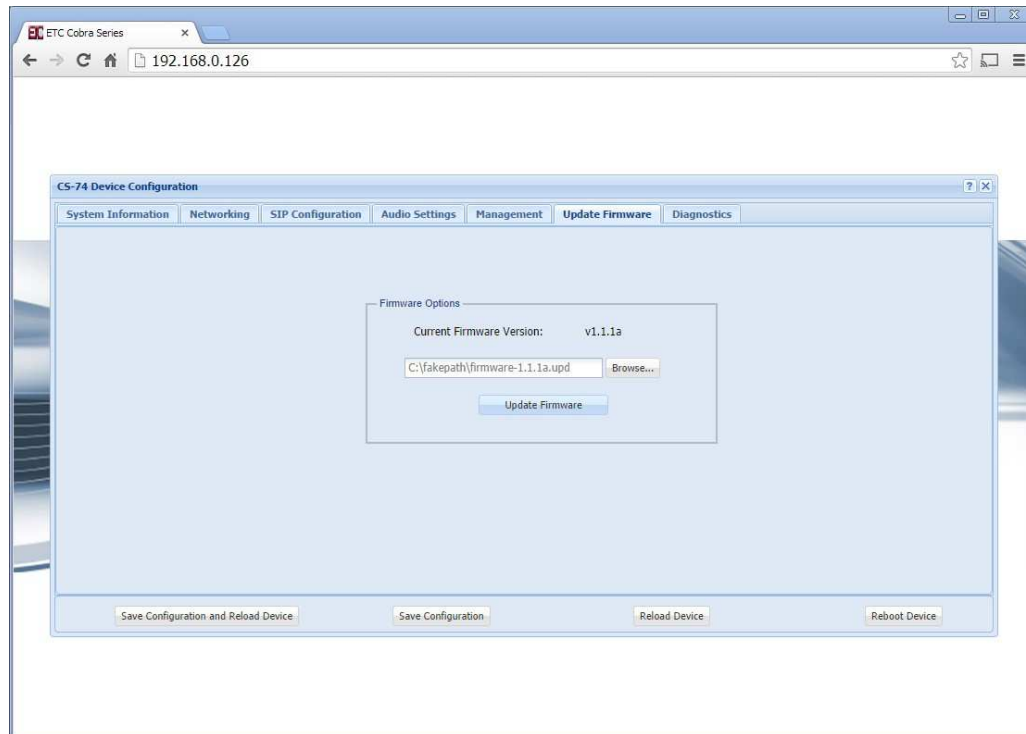 EC ETC Cobra Series
192.168.0.126
CS-74 Device Configuration
System Information Networking SIP Configuration Audio Settings Management Update Firmware Diagnostics
Firmware Options
Current Firmware Version: v1.1.1a
C:\fakepath\firmware-1.1.1a.upd Browse...
Update Firmware
Save Configuration and Reload Device Save Configuration Reload Device Reboot Device